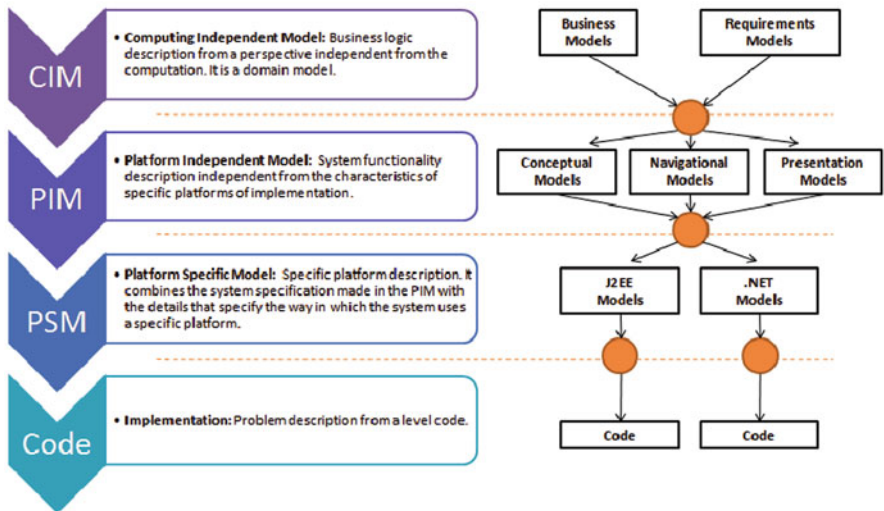 CIM
• Computing Independent Model: Business logic
description from a perspective independent from the
computation. It is a domain model.
Business
Models
Requirements
Models
PIM
• Platform Independent Model: System functionality
description independent from the characteristics of
specific platforms of implementation.
Conceptual
Models
Navigational
Models
Presentation
Models
PSM
• Platform Specific Model: Specific platform description. It
combines the system specification made in the PIM with
the details that specify the way in which the system uses
a specific platform.
J2EE
Models
.NET
Models
Code
• Implementation: Problem description from a level code.
Code
Code